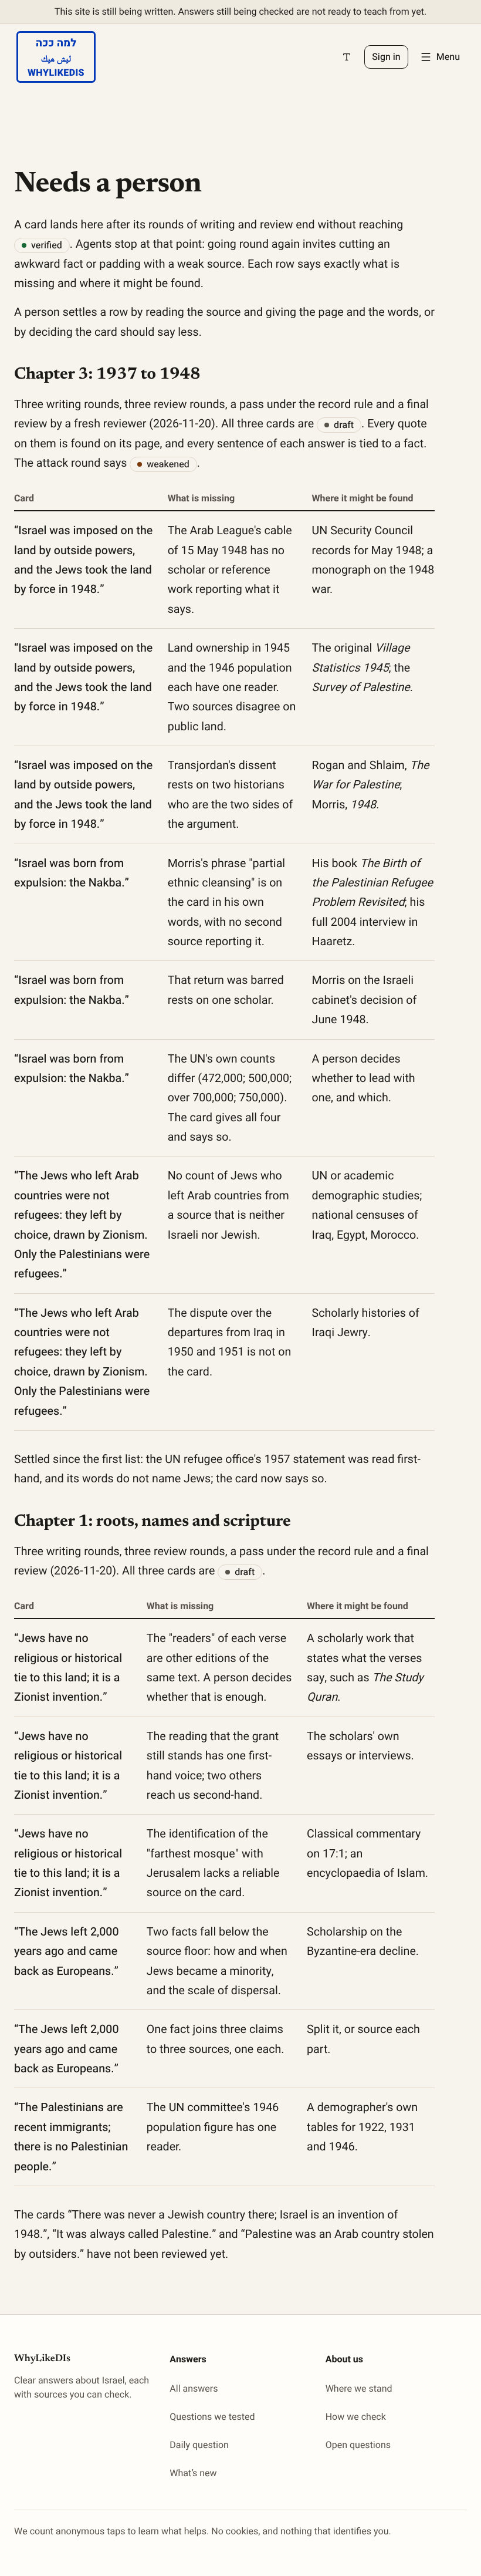 This site is still being written. Answers still being checked are not ready to teach from yet.
למה ככה
ليش هيك
WHYLIKEDIS
T
Sign in
Menu
Needs a person
A card lands here after its rounds of writing and review end without reaching
verified. Agents stop at that point: going round again invites cutting an
awkward fact or padding with a weak source. Each row says exactly what is
missing and where it might be found.
A person settles a row by reading the source and giving the page and the words, or
by deciding the card should say less.
Chapter 3: 1937 to 1948
Three writing rounds, three review rounds, a pass under the record rule and a final
review by a fresh reviewer (2026-11-20). All three cards are draft. Every quote
on them is found on its page, and every sentence of each answer is tied to a fact.
The attack round says weakened.
Card
What is missing
Where it might be found
“Israel was imposed on the
land by outside powers,
and the Jews took the land
by force in 1948.”
The Arab League's cable
of 15 May 1948 has no
scholar or reference
work reporting what it
says.
UN Security Council
records for May 1948; a
monograph on the 1948
war.
“Israel was imposed on the
land by outside powers,
and the Jews took the land
by force in 1948.”
Land ownership in 1945
and the 1946 population
each have one reader.
Two sources disagree on
public land.
The original Village
Statistics 1945; the
Survey of Palestine.
“Israel was imposed on the
land by outside powers,
and the Jews took the land
by force in 1948.”
Transjordan's dissent
rests on two historians
who are the two sides of
the argument.
Rogan and Shlaim, The
War for Palestine;
Morris, 1948.
“Israel was born from
expulsion: the Nakba.”
Morris's phrase "partial
ethnic cleansing" is on
the card in his own
words, with no second
source reporting it.
His book The Birth of
the Palestinian Refugee
Problem Revisited; his
full 2004 interview in
Haaretz.
“Israel was born from
expulsion: the Nakba.”
That return was barred
rests on one scholar.
Morris on the Israeli
cabinet's decision of
June 1948.
“Israel was born from
expulsion: the Nakba.”
The UN's own counts
differ (472,000; 500,000;
over 700,000; 750,000).
The card gives all four
and says so.
A person decides
whether to lead with
one, and which.
“The Jews who left Arab
countries were not
refugees: they left by
choice, drawn by Zionism.
Only the Palestinians were
refugees.”
No count of Jews who
left Arab countries from
a source that is neither
Israeli nor Jewish.
UN or academic
demographic studies;
national censuses of
Iraq, Egypt, Morocco.
“The Jews who left Arab
countries were not
refugees: they left by
choice, drawn by Zionism.
Only the Palestinians were
refugees.”
The dispute over the
departures from Iraq in
1950 and 1951 is not on
the card.
Scholarly histories of
Iraqi Jewry.
Settled since the first list: the UN refugee office's 1957 statement was read first-
hand, and its words do not name Jews; the card now says so.
Chapter 1: roots, names and scripture
Three writing rounds, three review rounds, a pass under the record rule and a final
review (2026-11-20). All three cards are draft.
Card
What is missing
Where it might be found
“Jews have no
religious or historical
tie to this land; it is a
Zionist invention.”
The "readers" of each verse
are other editions of the
same text. A person decides
whether that is enough.
A scholarly work that
states what the verses
say, such as The Study
Quran.
“Jews have no
religious or historical
tie to this land; it is a
Zionist invention.”
The reading that the grant
still stands has one first-
hand voice; two others
reach us second-hand.
The scholars' own
essays or interviews.
“Jews have no
religious or historical
tie to this land; it is a
Zionist invention.”
The identification of the
"farthest mosque" with
Jerusalem lacks a reliable
source on the card.
Classical commentary
on 17:1; an
encyclopaedia of Islam.
“The Jews left 2,000
years ago and came
back as Europeans.”
Two facts fall below the
source floor: how and when
Jews became a minority,
and the scale of dispersal.
Scholarship on the
Byzantine-era decline.
“The Jews left 2,000
years ago and came
back as Europeans.”
One fact joins three claims
to three sources, one each.
Split it, or source each
part.
“The Palestinians are
recent immigrants;
there is no Palestinian
people.”
The UN committee's 1946
population figure has one
reader.
A demographer's own
tables for 1922, 1931
and 1946.
The cards “There was never a Jewish country there; Israel is an invention of
1948.”, “It was always called Palestine.” and “Palestine was an Arab country stolen
by outsiders.” have not been reviewed yet.
WhyLikeDIs
Clear answers about Israel, each
with sources you can check.
Answers
All answers
Questions we tested
Daily question
What's new
About us
Where we stand
How we check
Open questions
We count anonymous taps to learn what helps. No cookies, and nothing that identifies you.